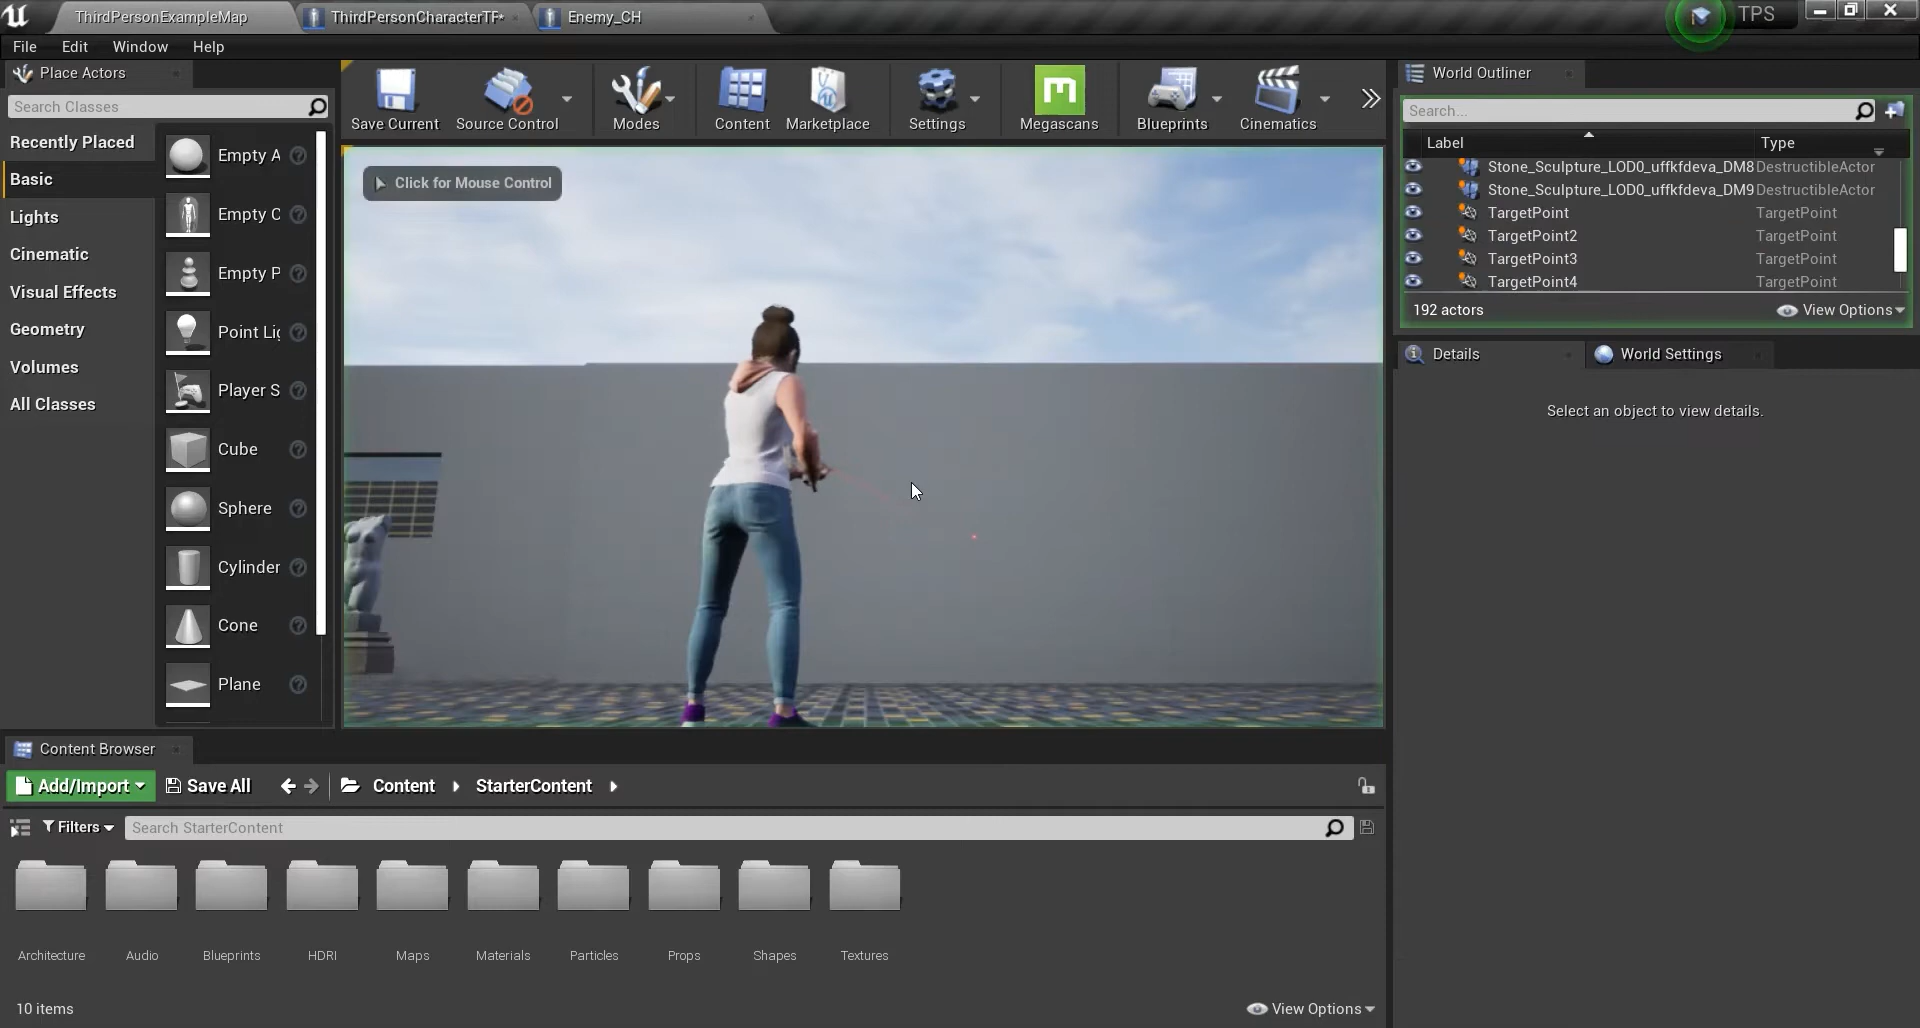 ThirdPersonExampleMap
ThirdPersonCharacterTP*
Enemy_CH
TPS
File Edit Window Help
Place Actors
Search Classes
Recently Placed
Basic
Lights
Cinematic
Visual Effects
Geometry
Volumes
All Classes
Empty A
Empty C
Empty P
Point Lig
Player S
Cube
Sphere
Cylinder
Cone
Plane
Save Current
Source Control
Modes
Content
Marketplace
Settings
Megascans
Blueprints
Cinematics
Click for Mouse Control
World Outliner
Search...
Label Type
Stone_Sculpture_LOD0_uffkfdeva_DM8 DestructibleActor
Stone_Sculpture_LOD0_uffkfdeva_DM9 DestructibleActor
TargetPoint TargetPoint
TargetPoint2 TargetPoint
TargetPoint3 TargetPoint
TargetPoint4 TargetPoint
192 actors View Options
Details World Settings
Select an object to view details.
Content Browser
Add/Import Save All Content StarterContent
Filters Search StarterContent
Architecture Audio Blueprints HDRI Maps Materials Particles Props Shapes Textures
10 items View Options